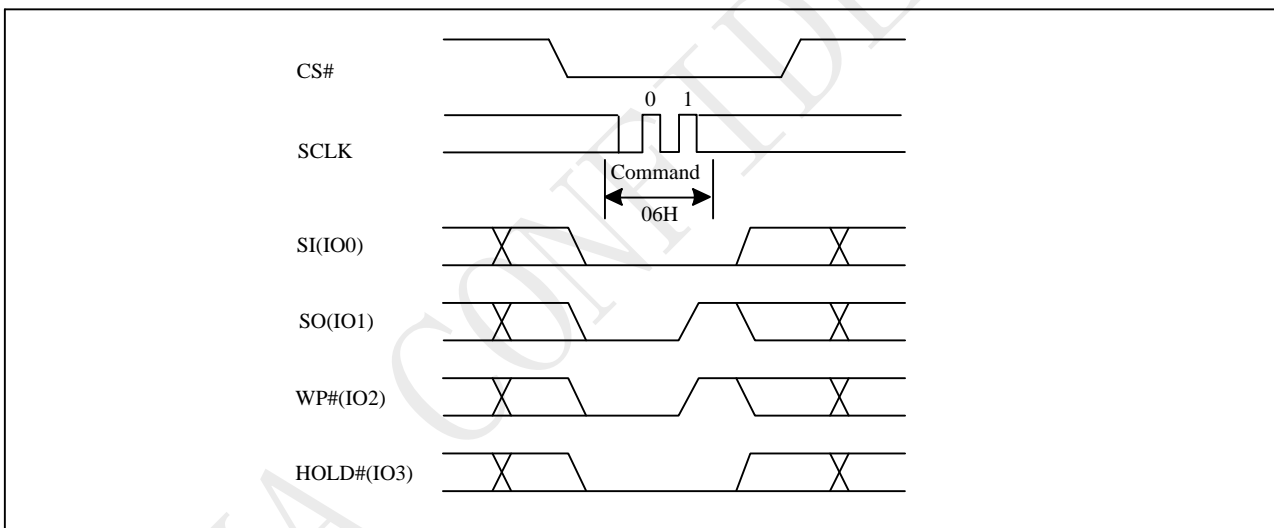 CS#
0 1
SCLK
Command
06H
SI(IO0)
SO(IO1)
WP#(IO2)
HOLD#(IO3)